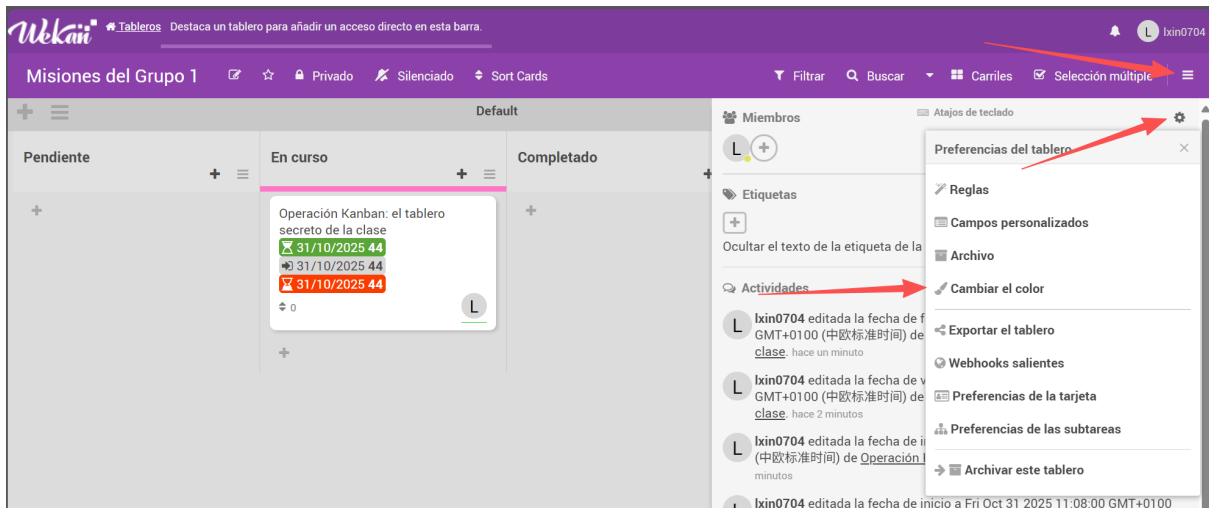 Wekan
Tableros Destaca un tablero para añadir un acceso directo en esta barra.
L lxin0704
Misiones del Grupo 1 Privado Silenciado Sort Cards Filtrar Buscar Carriles Selección múltiple
Default
Pendiente
En curso
Completado
Operación Kanban: el tablero
secreto de la clase
31/10/2025 44
31/10/2025 44
31/10/2025 44
0
L
Miembros
Atajos de teclado
L
Etiquetas
Ocultar el texto de la etiqueta de la
Actividades
L
lxin0704 editada la fecha de f
GMT+0100 (中欧标准时间) de
clase. hace un minuto
L
lxin0704 editada la fecha de v
GMT+0100 (中欧标准时间) de
clase. hace 2 minutos
L
lxin0704 editada la fecha de i
(中欧标准时间) de Operación
minutos
L
lxin0704 editada la fecha de inicio a Fri Oct 31 2025 11:08:00 GMT+0100
Preferencias del tablero
Reglas
Campos personalizados
Archivo
Cambiar el color
Exportar el tablero
Webhooks salientes
Preferencias de la tarjeta
Preferencias de las subtareas
Archivar este tablero